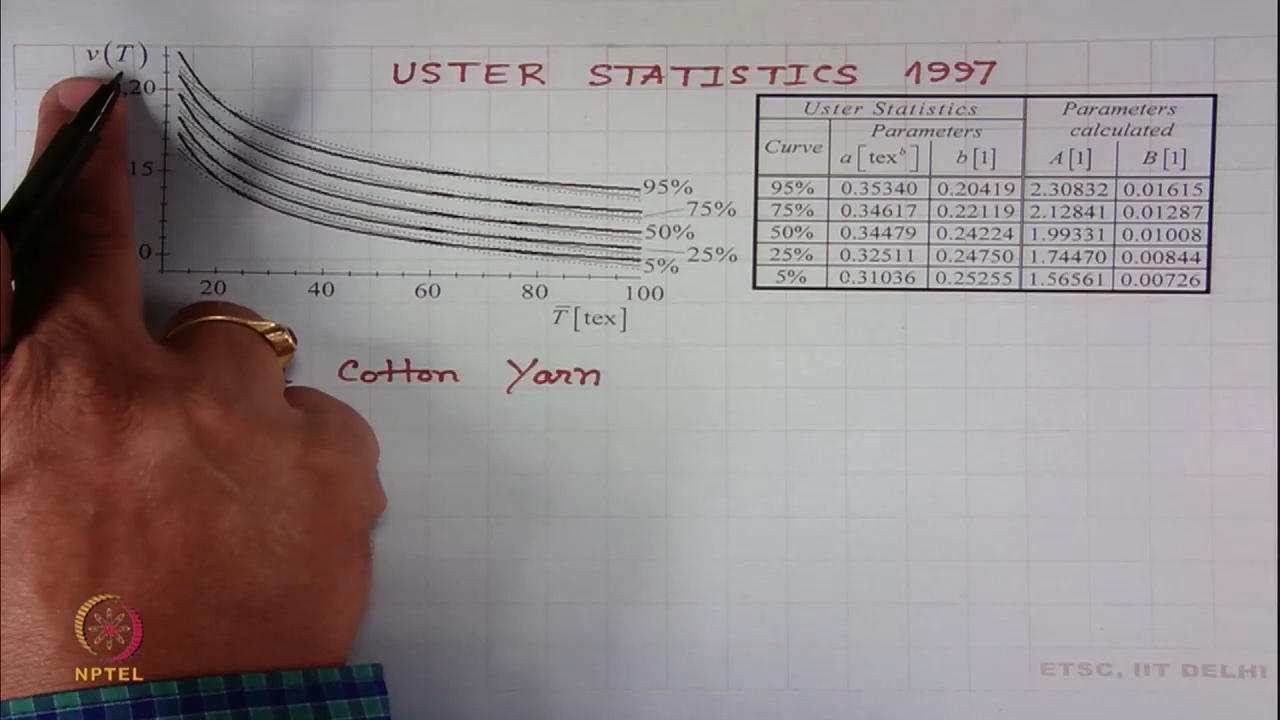 v(T)
USTER STATISTICS 1997
.20
15
0
95%
75%
50%
25%
5%
20 40 60 80 100
T̅ [tex]
Uster Statistics Parameters calculated
Curve Parameters
a [texᵇ] b [1] A [1] B [1]
95% 0.35340 0.20419 2.30832 0.01615
75% 0.34617 0.22119 2.12841 0.01287
50% 0.34479 0.24224 1.99331 0.01008
25% 0.32511 0.24750 1.74470 0.00844
5% 0.31036 0.25255 1.56561 0.00726
Cotton Yarn
NPTEL
ETSC, IIT DELHI